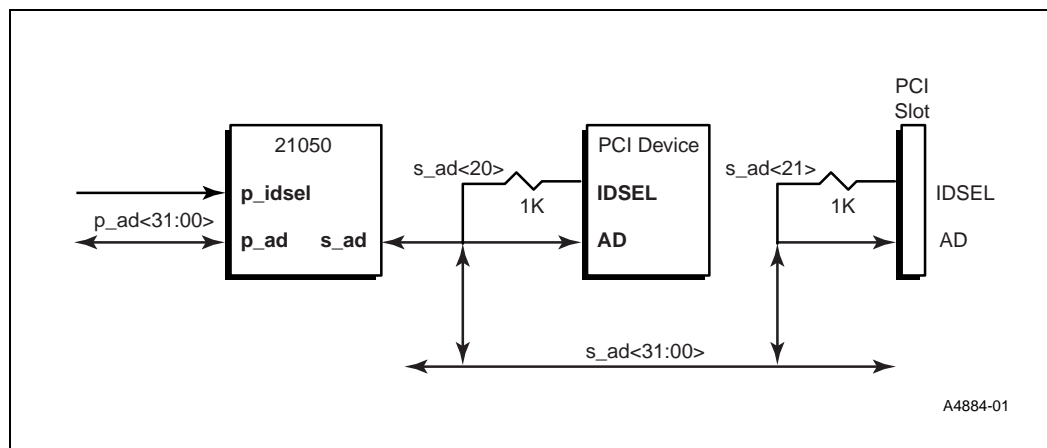 PCI
Slot
21050
PCI Device
s_ad<20>
s_ad<21>
p_idsel
1K
IDSEL
1K
IDSEL
p_ad<31:00>
p_ad
s_ad
AD
AD
s_ad<31:00>
A4884-01